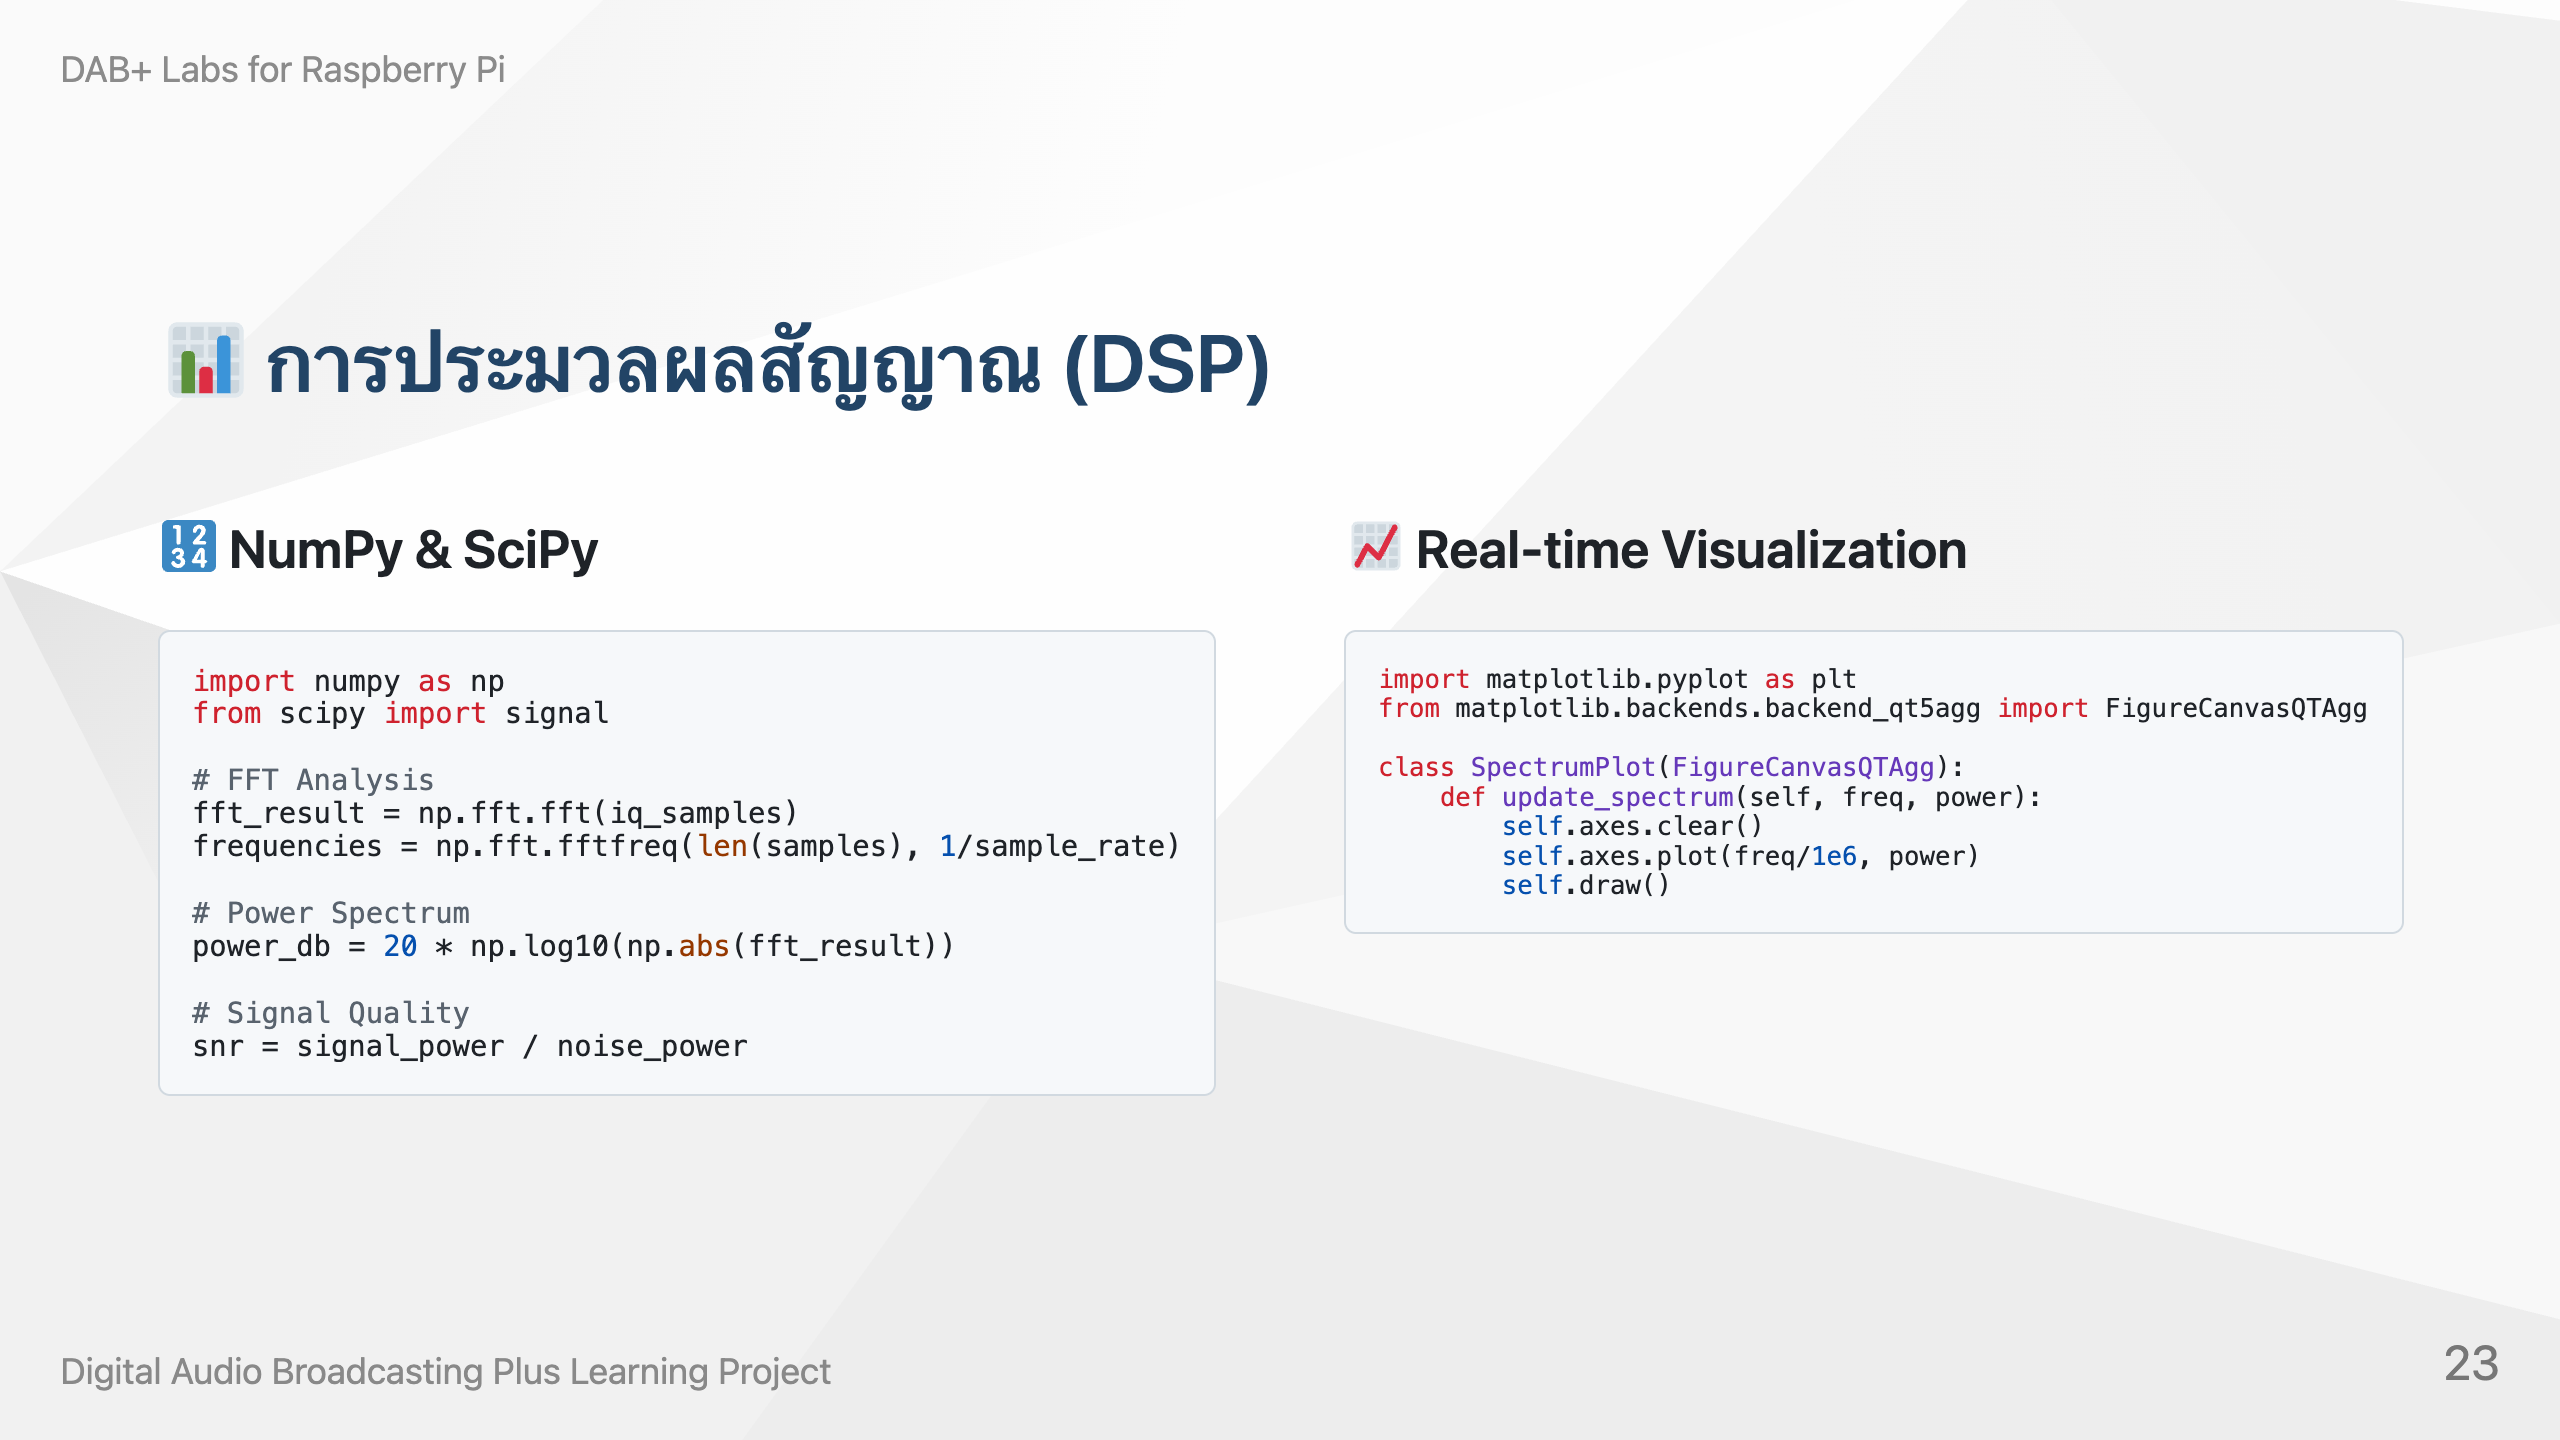 DAB+ Labs for Raspberry Pi
📊 การประมวลผลสัญญาณ (DSP)
🔢 NumPy & SciPy
import numpy as np
from scipy import signal

# FFT Analysis
fft_result = np.fft.fft(iq_samples)
frequencies = np.fft.fftfreq(len(samples), 1/sample_rate)

# Power Spectrum
power_db = 20 * np.log10(np.abs(fft_result))

# Signal Quality
snr = signal_power / noise_power
📈 Real-time Visualization
import matplotlib.pyplot as plt
from matplotlib.backends.backend_qt5agg import FigureCanvasQTAgg

class SpectrumPlot(FigureCanvasQTAgg):
    def update_spectrum(self, freq, power):
        self.axes.clear()
        self.axes.plot(freq/1e6, power)
        self.draw()
Digital Audio Broadcasting Plus Learning Project
23